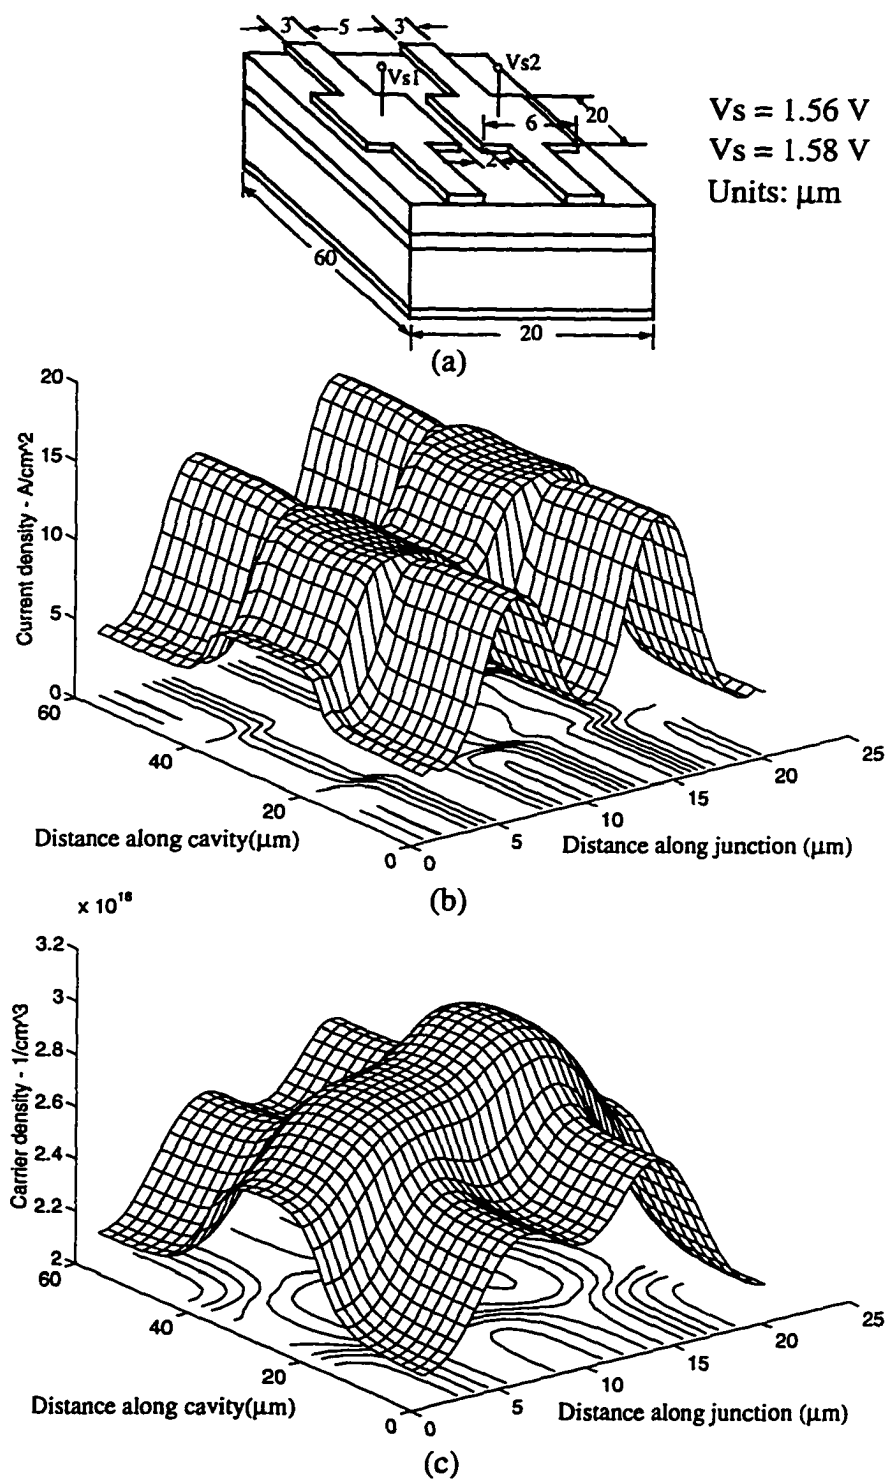 3 5 3
Vs1 Vs2
6 20
2
60
20
Vs = 1.56 V
Vs = 1.58 V
Units: μm
(a)
20
15
10
5
0
Current density - A/cm^2
60
40
20
0
Distance along cavity(μm)
0
5
10
15
20
25
Distance along junction (μm)
(b)
x 10¹⁸
3.2
3
2.8
2.6
2.4
2.2
2
Carrier density - 1/cm^3
60
40
20
0
Distance along cavity(μm)
0
5
10
15
20
25
Distance along junction (μm)
(c)